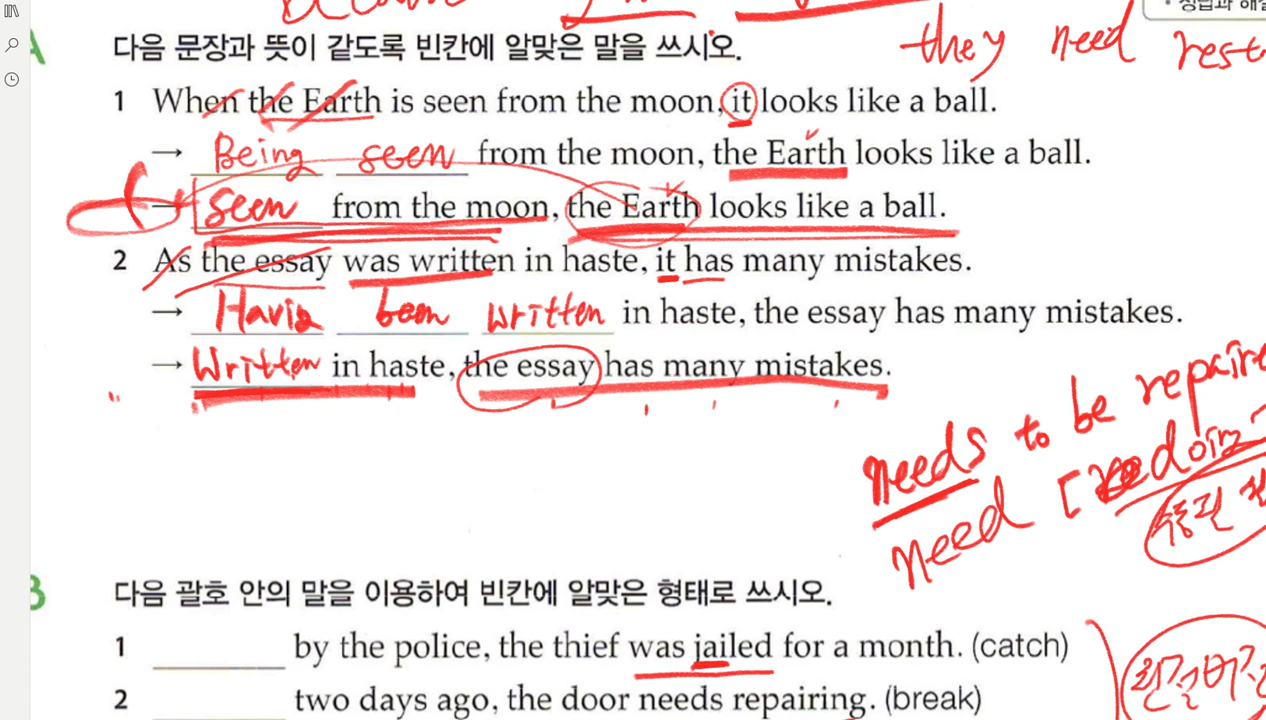 they need rest
A
다음 문장과 뜻이 같도록 빈칸에 알맞은 말을 쓰시오.
1 When the Earth is seen from the moon, it looks like a ball.
→ Being seen from the moon, the Earth looks like a ball.
→ seen from the moon, the Earth looks like a ball.
2 As the essay was written in haste, it has many mistakes.
→ Having been written in haste, the essay has many mistakes.
→ Written in haste, the essay has many mistakes.
needs to be
need
B
다음 괄호 안의 말을 이용하여 빈칸에 알맞은 형태로 쓰시오.
1 by the police, the thief was jailed for a month. (catch)
2 two days ago, the door needs repairing. (break)